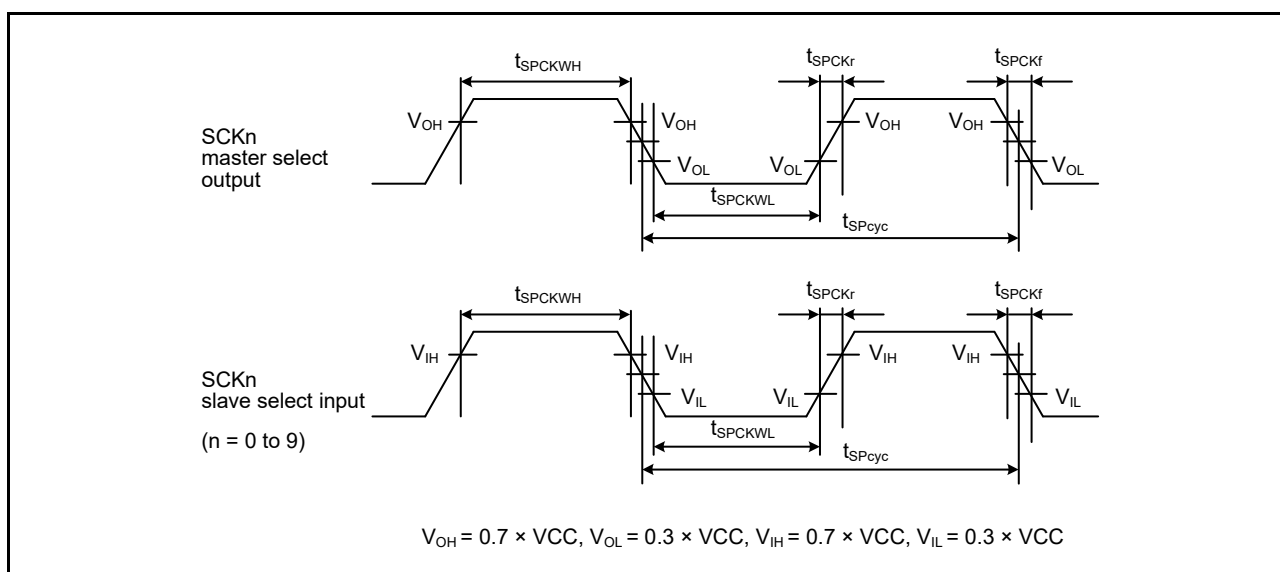 tSPCKWH
tSPCKr
tSPCKf
SCKn
master select
output
VOH
VOH
VOL
VOL
VOH
VOH
VOL
tSPCKWL
tSPcyc
tSPCKWH
tSPCKr
tSPCKf
SCKn
slave select input
(n = 0 to 9)
VIH
VIH
VIL
VIL
VIH
VIH
VIL
tSPCKWL
tSPcyc
VOH = 0.7 × VCC, VOL = 0.3 × VCC, VIH = 0.7 × VCC, VIL = 0.3 × VCC